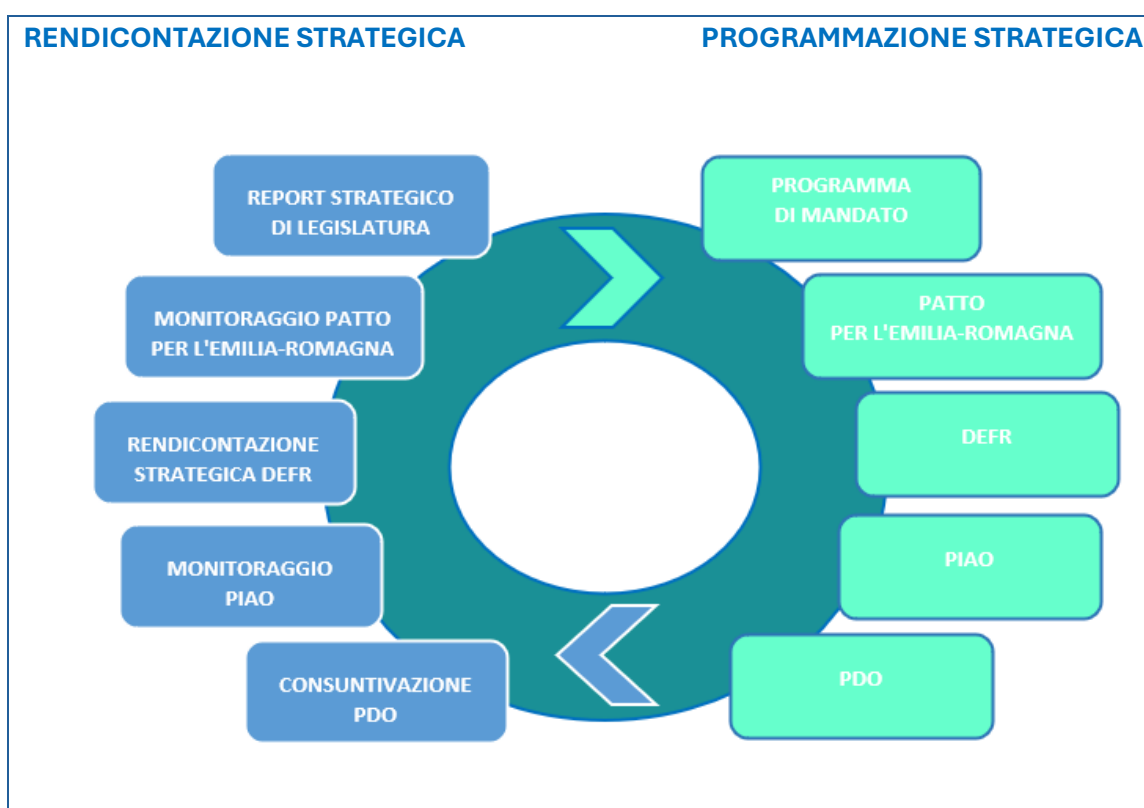 RENDICONTAZIONE STRATEGICA
PROGRAMMAZIONE STRATEGICA
REPORT STRATEGICO
DI LEGISLATURA
MONITORAGGIO PATTO
PER L'EMILIA-ROMAGNA
RENDICONTAZIONE
STRATEGICA DEFR
MONITORAGGIO
PIAO
CONSUNTIVAZIONE
PDO
PROGRAMMA
DI MANDATO
PATTO
PER L'EMILIA-ROMAGNA
DEFR
PIAO
PDO